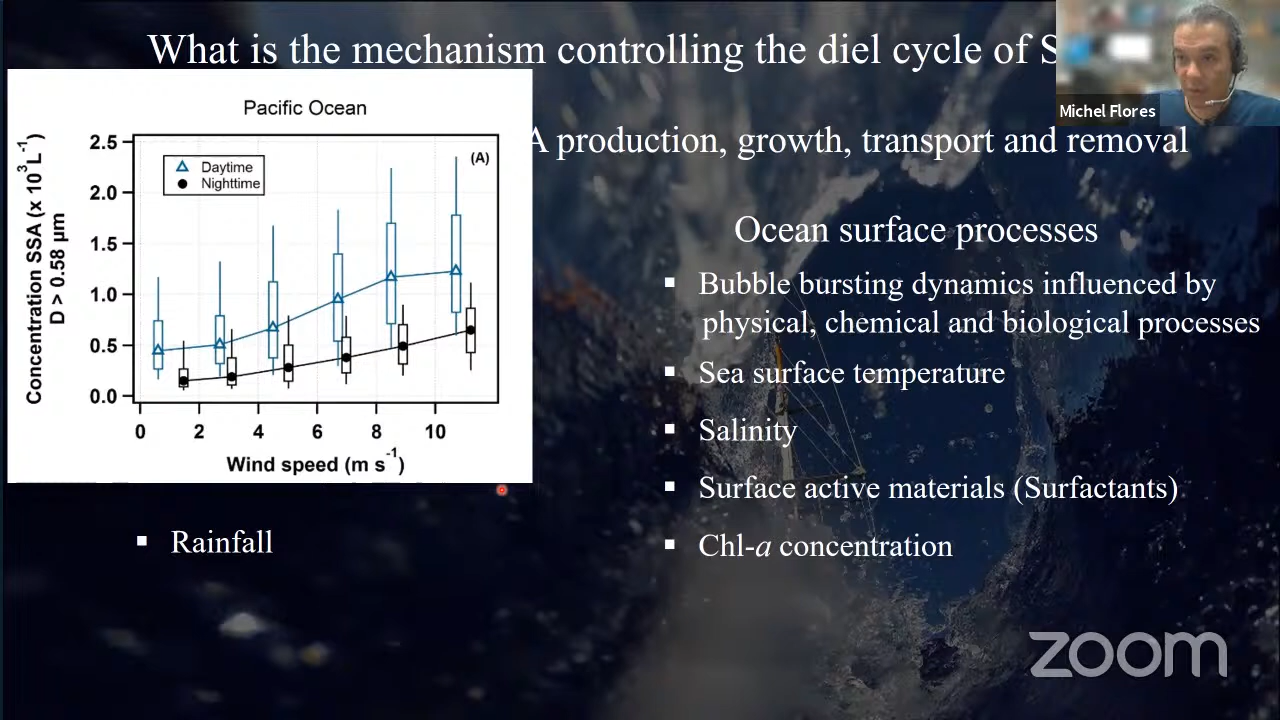 What is the mechanism controlling the diel cycle of S
Michel Flores
A production, growth, transport and removal
Pacific Ocean
(A)
Daytime
Nighttime
Concentration SSA (x 10³L⁻¹)
D > 0.58 µm
2.5
2.0
1.5
1.0
0.5
0.0
0 2 4 6 8 10
Wind speed (m s⁻¹)
▪ Rainfall
Ocean surface processes
▪ Bubble bursting dynamics influenced by
physical, chemical and biological processes
▪ Sea surface temperature
▪ Salinity
▪ Surface active materials (Surfactants)
▪ Chl-a concentration
zoom